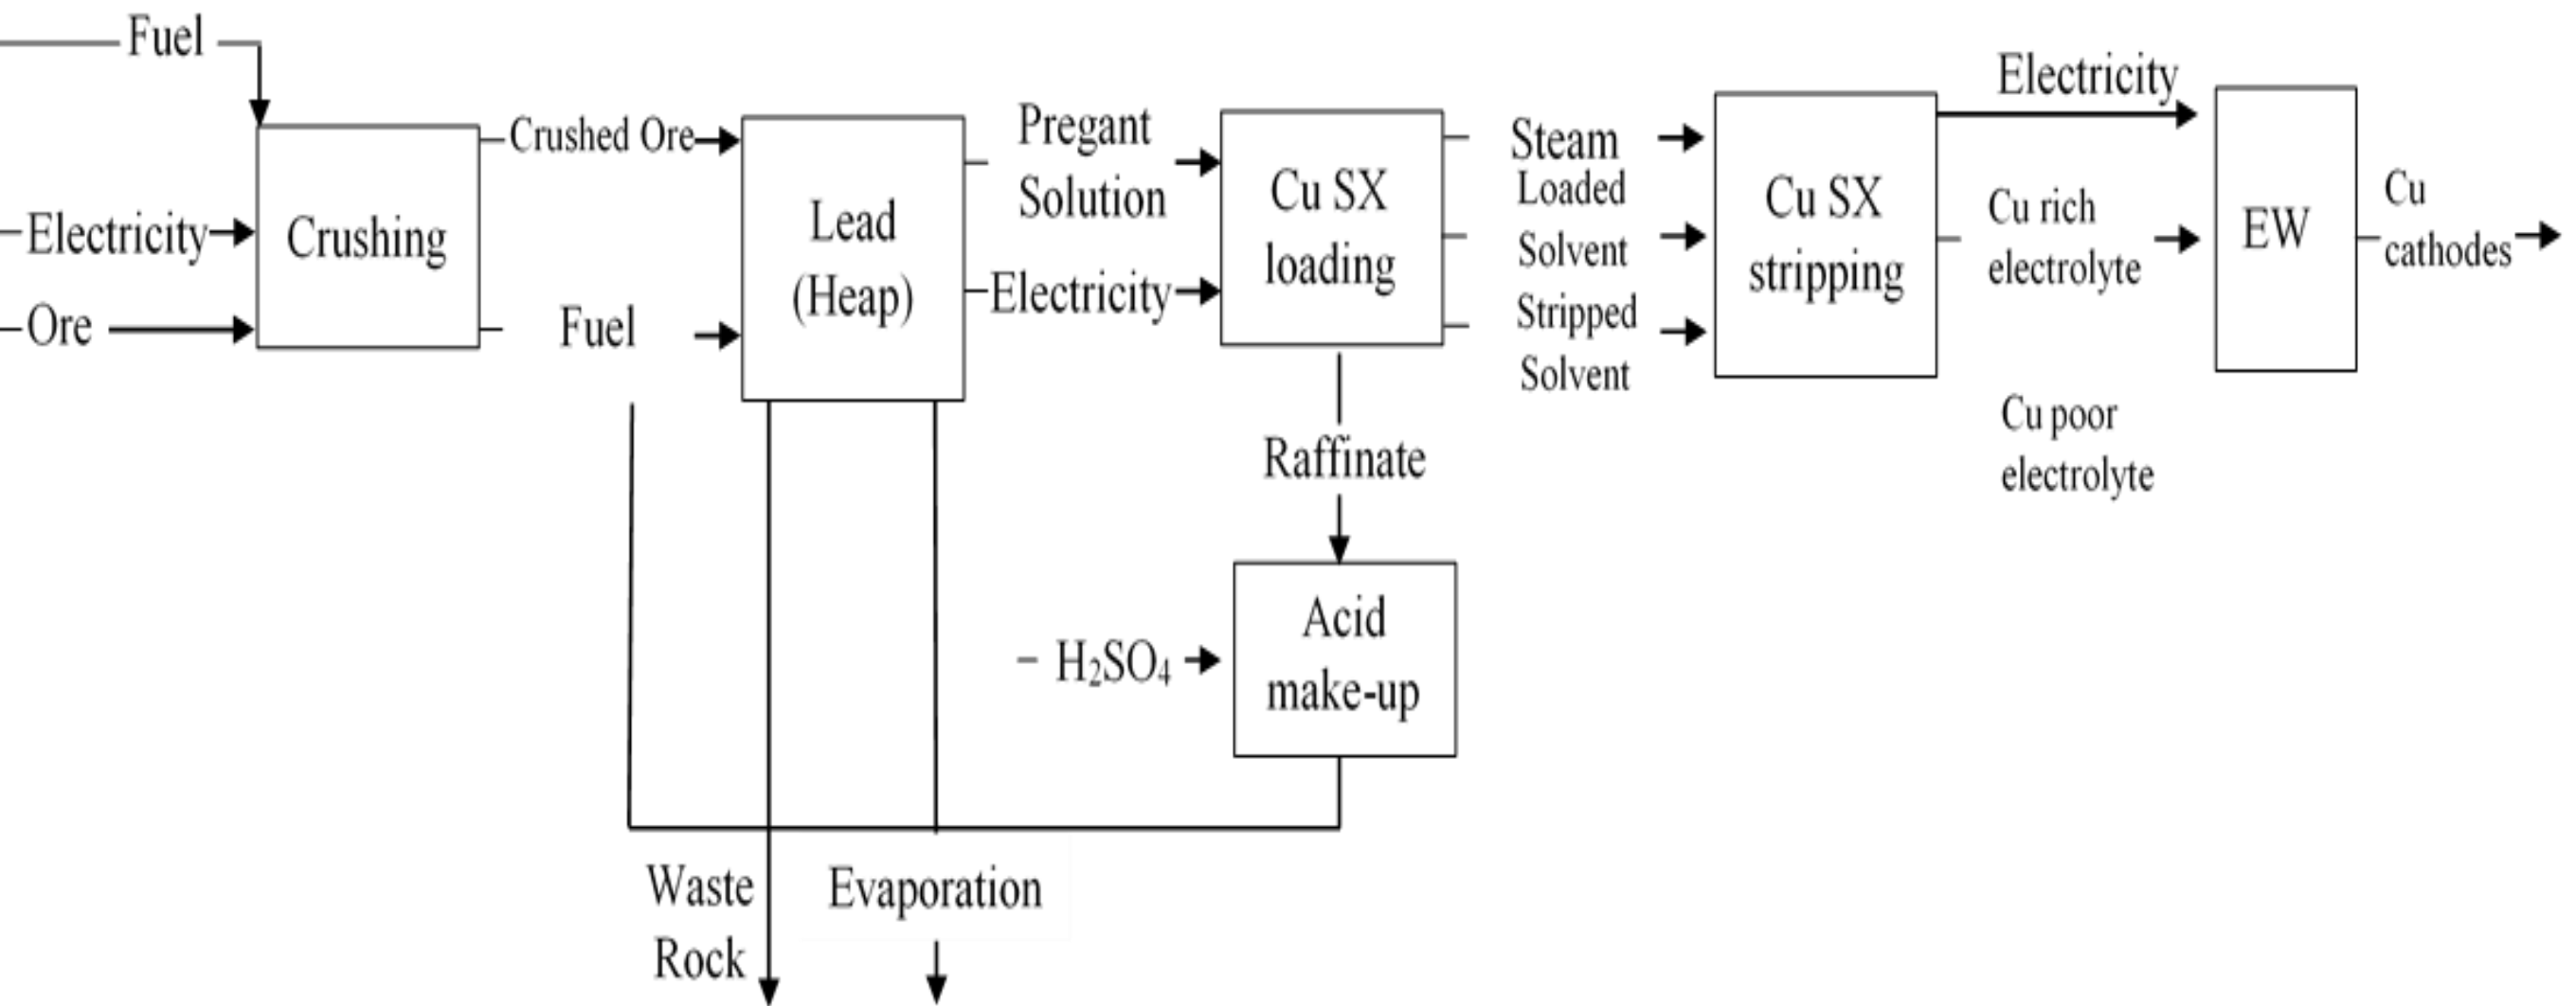 Fuel
Electricity
Ore
Crushing
Crushed Ore
Fuel
Lead
(Heap)
Pregant
Solution
Electricity
Cu SX
loading
Steam
Loaded
Solvent
Stripped
Solvent
Cu SX
stripping
Electricity
Cu rich
electrolyte
Cu poor
electrolyte
EW
Cu
cathodes
Raffinate
H₂SO₄
Acid
make-up
Waste
Rock
Evaporation